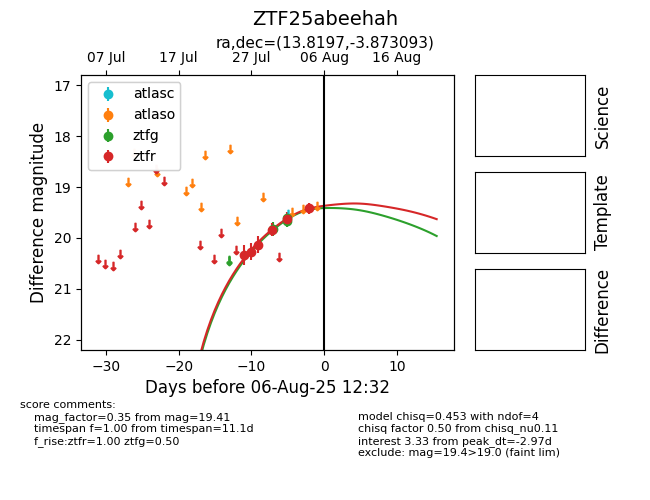 ZTF25abeehah
ra,dec=(13.8197,-3.873093)
07 Jul 17 Jul 27 Jul 06 Aug 16 Aug
17
18
19
20
21
22
Difference magnitude
atlasc
atlaso
ztfg
ztfr
−30 −20 −10 0 10
Days before 06-Aug-25 12:32
Science
Template
Difference
score comments:
mag_factor=0.35 from mag=19.41
timespan f=1.00 from timespan=11.1d
f_rise:ztfr=1.00 ztfg=0.50
model chisq=0.453 with ndof=4
chisq factor 0.50 from chisq_nu0.11
interest 3.33 from peak_dt=-2.97d
exclude: mag=19.4>19.0 (faint lim)